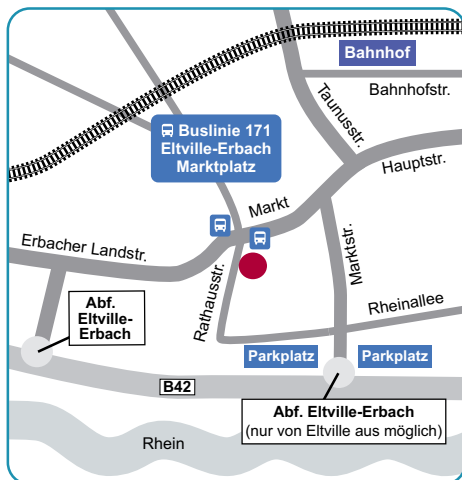 Bahnhof
Bahnhofstr.
Taunusstr.
Buslinie 171
Eltville-Erbach
Marktplatz
Hauptstr.
Markt
Erbacher Landstr.
Marktstr.
Rathausstr.
Rheinallee
Abf.
Eltville-
Erbach
Parkplatz
Parkplatz
B42
Abf. Eltville-Erbach
(nur von Eltville aus möglich)
Rhein